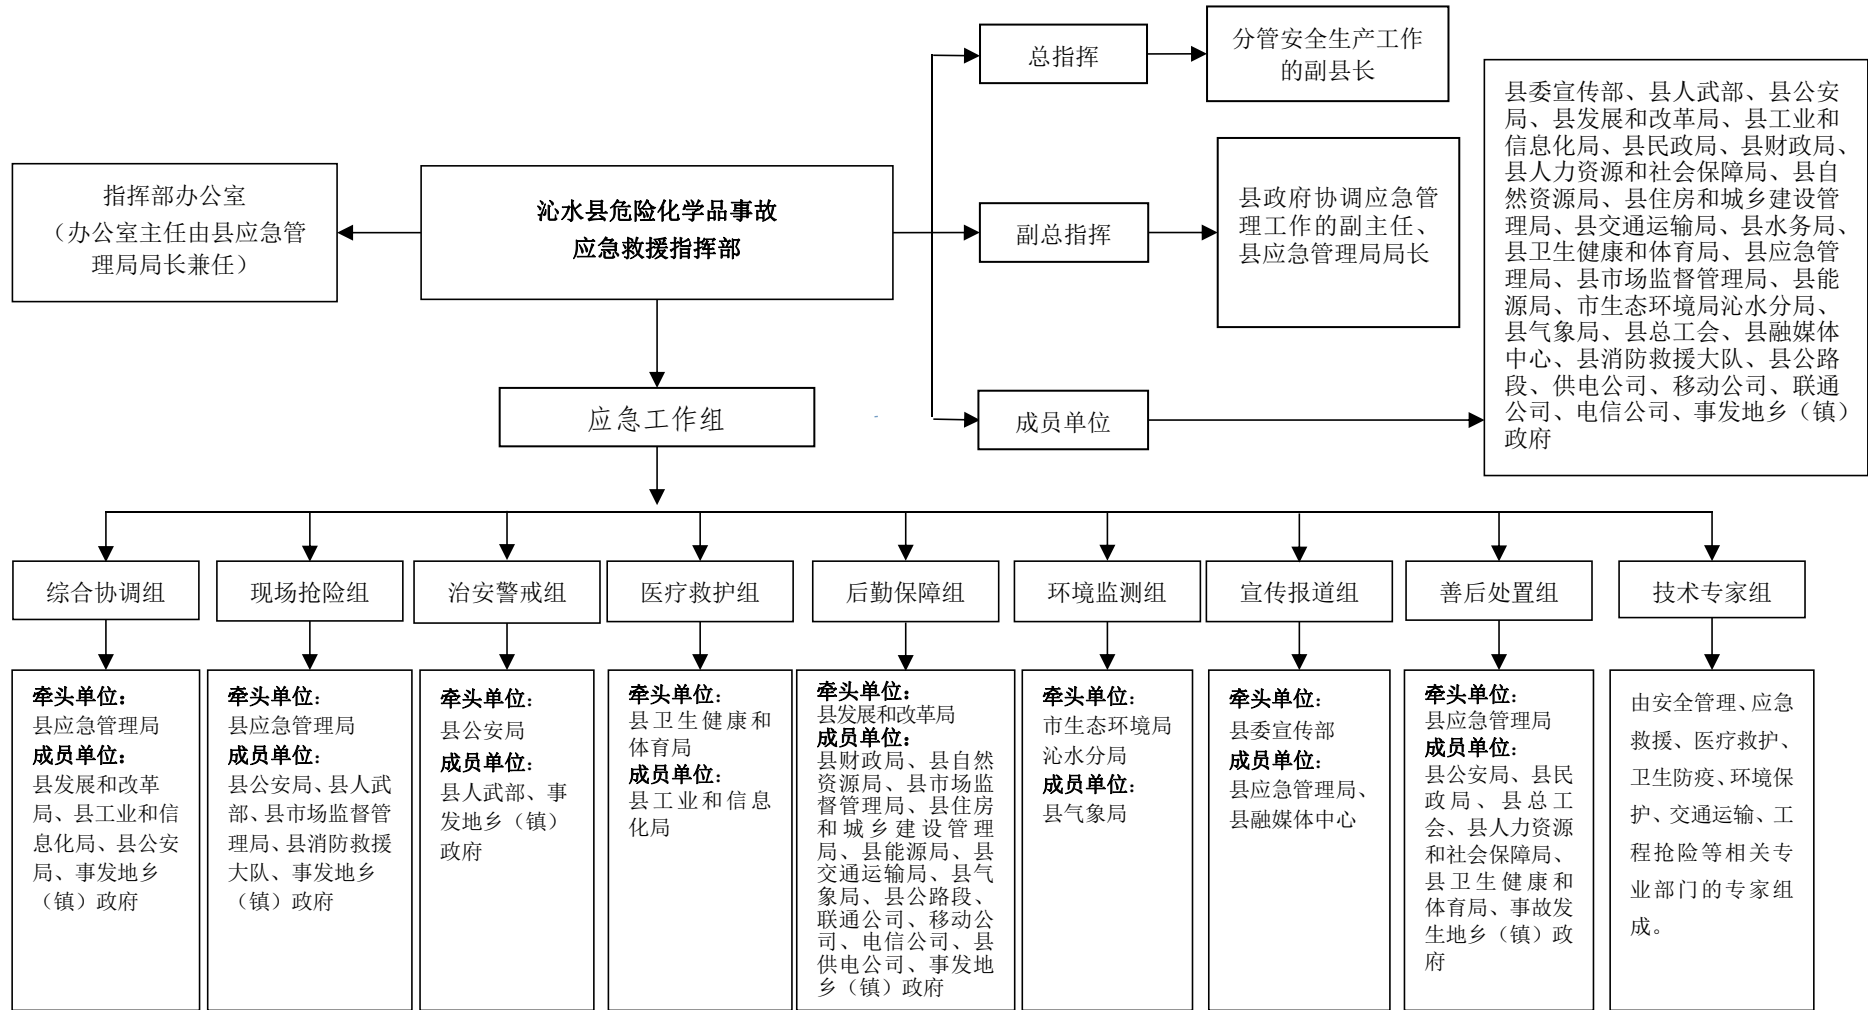 总指挥
分管安全生产工作
的副县长
县委宣传部、县人武部、县公安
局、县发展和改革局、县工业和
信息化局、县民政局、县财政局、
县人力资源和社会保障局、县自
然资源局、县住房和城乡建设管
理局、县交通运输局、县水务局、
县卫生健康和体育局、县应急管
理局、县市场监督管理局、县能
源局、市生态环境局沁水分局、
县气象局、县总工会、县融媒体
中心、县消防救援大队、县公路
段、供电公司、移动公司、联通
公司、电信公司、事发地乡（镇）
政府
指挥部办公室
（办公室主任由县应急管
理局局长兼任）
沁水县危险化学品事故
应急救援指挥部
副总指挥
县政府协调应急管
理工作的副主任、
县应急管理局局长
应急工作组
成员单位
综合协调组
现场抢险组
治安警戒组
医疗救护组
后勤保障组
环境监测组
宣传报道组
善后处置组
技术专家组
牵头单位：
县应急管理局
成员单位：
县发展和改革
局、县工业和信
息化局、县公安
局、事发地乡
（镇）政府
牵头单位：
县应急管理局
成员单位：
县公安局、县人武
部、县市场监督管
理局、县消防救援
大队、事发地乡
（镇）政府
牵头单位：
县公安局
成员单位：
县人武部、事
发地乡（镇）
政府
牵头单位：
县卫生健康和
体育局
成员单位：
县工业和信息
化局
牵头单位：
县发展和改革局
成员单位：
县财政局、县自然
资源局、县市场监
督管理局、县住房
和城乡建设管理
局、县能源局、县
交通运输局、县气
象局、县公路段、
联通公司、移动公
司、电信公司、县
供电公司、事发地
乡（镇）政府
牵头单位：
市生态环境局
沁水分局
成员单位：
县气象局
牵头单位：
县委宣传部
成员单位：
县应急管理局、
县融媒体中心
牵头单位：
县应急管理局
成员单位：
县公安局、县民
政局、县总工
会、县人力资源
和社会保障局、
县卫生健康和
体育局、事故发
生地乡（镇）政
府
由安全管理、应急
救援、医疗救护、
卫生防疫、环境保
护、交通运输、工
程抢险等相关专
业部门的专家组
成。